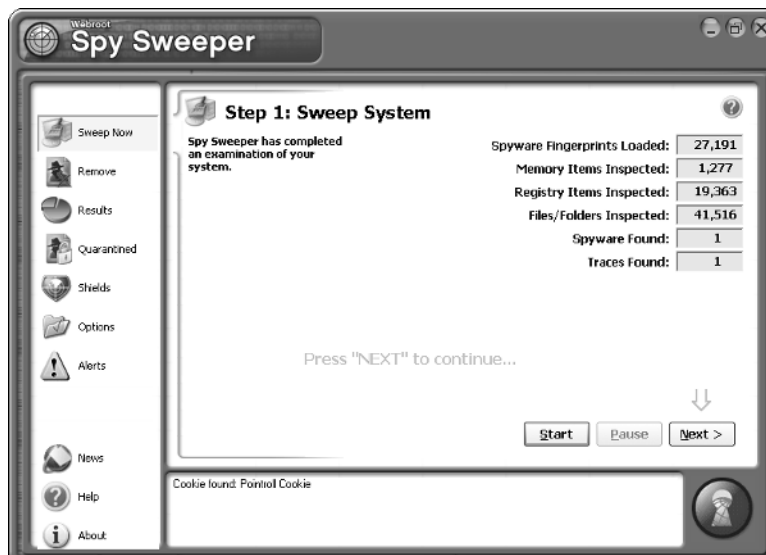 Webroot
Spy Sweeper
Sweep Now
Remove
Results
Quarantined
Shields
Options
Alerts
News
Help
About
Step 1: Sweep System
Spy Sweeper has completed
an examination of your
system.
Spyware Fingerprints Loaded: 27,191
Memory Items Inspected: 1,277
Registry Items Inspected: 19,363
Files/Folders Inspected: 41,516
Spyware Found: 1
Traces Found: 1
Press "NEXT" to continue...
Start Pause Next >
Cookie found: Pointroll Cookie